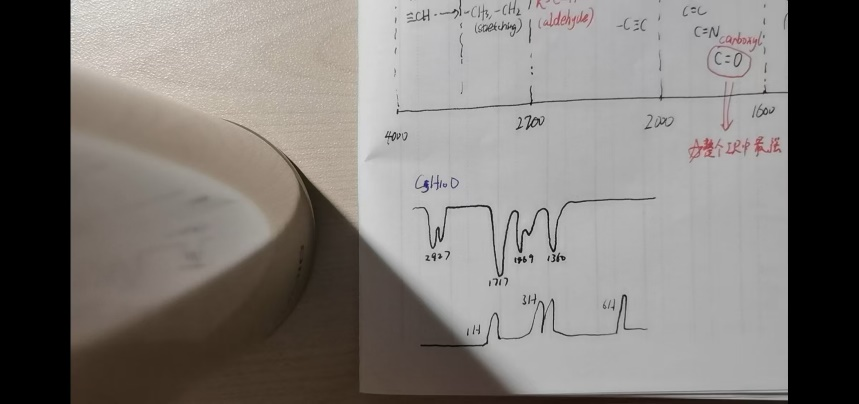 ≡CH → -CH3, -CH2
(stretching)
(aldehyde)
-C≡C
C=C
C=N
carboxyl
C=O
4000
2700
2000
1600
整个IR中最强
C5H10O
2927
1717
1469
1360
1H
3H
6H